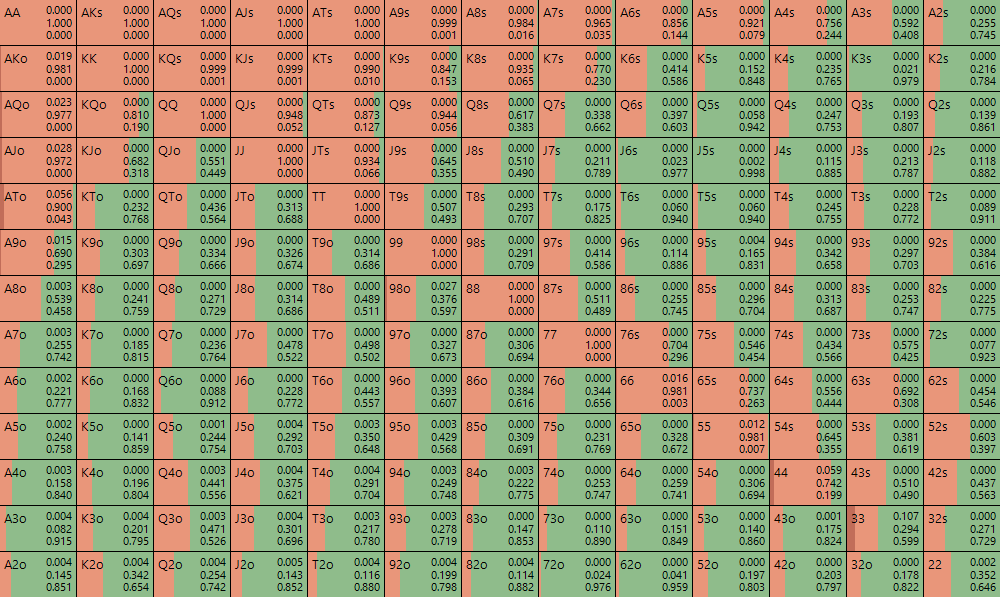 AA 0.000 AKs 0.000 AQs 0.000 AJs 0.000 ATs 0.000 A9s 0.000 A8s 0.000 A7s 0.000 A6s 0.000 A5s 0.000 A4s 0.000 A3s 0.000 A2s 0.000
1.000 1.000 1.000 1.000 1.000 0.999 0.984 0.965 0.856 0.921 0.756 0.592 0.255
0.000 0.000 0.000 0.000 0.000 0.001 0.016 0.035 0.144 0.079 0.244 0.408 0.745
AKo 0.019 KK 0.000 KQs 0.000 KJs 0.000 KTs 0.000 K9s 0.000 K8s 0.000 K7s 0.000 K6s 0.000 K5s 0.000 K4s 0.000 K3s 0.000 K2s 0.000
0.981 1.000 0.999 0.999 0.990 0.847 0.935 0.770 0.414 0.152 0.235 0.021 0.216
0.000 0.000 0.001 0.001 0.010 0.153 0.065 0.230 0.586 0.848 0.765 0.979 0.784
AQo 0.023 KQo 0.000 QQ 0.000 QJs 0.000 QTs 0.000 Q9s 0.000 Q8s 0.000 Q7s 0.000 Q6s 0.000 Q5s 0.000 Q4s 0.000 Q3s 0.000 Q2s 0.000
0.977 0.810 1.000 0.948 0.873 0.944 0.617 0.338 0.397 0.058 0.247 0.193 0.139
0.000 0.190 0.000 0.052 0.127 0.056 0.383 0.662 0.603 0.942 0.753 0.807 0.861
AJo 0.028 KJo 0.000 QJo 0.000 JJ 0.000 JTs 0.000 J9s 0.000 J8s 0.000 J7s 0.000 J6s 0.000 J5s 0.000 J4s 0.000 J3s 0.000 J2s 0.000
0.972 0.682 0.551 1.000 0.934 0.645 0.510 0.211 0.023 0.002 0.115 0.213 0.118
0.000 0.318 0.449 0.000 0.066 0.355 0.490 0.789 0.977 0.998 0.885 0.787 0.882
ATo 0.056 KTo 0.000 QTo 0.000 JTo 0.000 TT 0.000 T9s 0.000 T8s 0.000 T7s 0.000 T6s 0.000 T5s 0.000 T4s 0.000 T3s 0.000 T2s 0.000
0.900 0.232 0.436 0.313 1.000 0.507 0.293 0.175 0.060 0.060 0.245 0.228 0.089
0.043 0.768 0.564 0.688 0.000 0.493 0.707 0.825 0.940 0.940 0.755 0.772 0.911
A9o 0.015 K9o 0.000 Q9o 0.000 J9o 0.000 T9o 0.000 99 0.000 98s 0.000 97s 0.000 96s 0.000 95s 0.004 94s 0.000 93s 0.000 92s 0.000
0.690 0.303 0.334 0.326 0.314 1.000 0.291 0.414 0.114 0.165 0.342 0.297 0.384
0.295 0.697 0.666 0.674 0.686 0.000 0.709 0.586 0.886 0.831 0.658 0.703 0.616
A8o 0.003 K8o 0.000 Q8o 0.000 J8o 0.000 T8o 0.000 98o 0.027 88 0.000 87s 0.000 86s 0.000 85s 0.000 84s 0.000 83s 0.000 82s 0.000
0.539 0.241 0.271 0.314 0.489 0.376 1.000 0.511 0.255 0.296 0.313 0.253 0.225
0.458 0.759 0.729 0.686 0.511 0.597 0.000 0.489 0.745 0.704 0.687 0.747 0.775
A7o 0.003 K7o 0.000 Q7o 0.000 J7o 0.000 T7o 0.000 97o 0.000 87o 0.000 77 0.000 76s 0.000 75s 0.000 74s 0.000 73s 0.000 72s 0.000
0.255 0.185 0.236 0.478 0.498 0.327 0.306 1.000 0.704 0.546 0.434 0.575 0.077
0.742 0.815 0.764 0.522 0.502 0.673 0.694 0.000 0.296 0.454 0.566 0.425 0.923
A6o 0.002 K6o 0.000 Q6o 0.000 J6o 0.000 T6o 0.000 96o 0.000 86o 0.000 76o 0.000 66 0.016 65s 0.000 64s 0.000 63s 0.000 62s 0.000
0.221 0.168 0.088 0.228 0.443 0.393 0.384 0.344 0.981 0.737 0.556 0.692 0.454
0.777 0.832 0.912 0.772 0.557 0.607 0.616 0.656 0.003 0.263 0.444 0.308 0.546
A5o 0.002 K5o 0.000 Q5o 0.001 J5o 0.004 T5o 0.003 95o 0.003 85o 0.000 75o 0.000 65o 0.000 55 0.012 54s 0.000 53s 0.000 52s 0.000
0.240 0.141 0.244 0.292 0.350 0.429 0.309 0.231 0.328 0.981 0.645 0.381 0.603
0.758 0.859 0.754 0.703 0.648 0.568 0.691 0.769 0.672 0.007 0.355 0.619 0.397
A4o 0.003 K4o 0.000 Q4o 0.003 J4o 0.004 T4o 0.004 94o 0.003 84o 0.003 74o 0.000 64o 0.000 54o 0.000 44 0.059 43s 0.000 42s 0.000
0.158 0.196 0.441 0.375 0.291 0.249 0.222 0.253 0.259 0.306 0.742 0.510 0.437
0.840 0.804 0.556 0.621 0.704 0.748 0.775 0.747 0.741 0.694 0.199 0.490 0.563
A3o 0.004 K3o 0.004 Q3o 0.003 J3o 0.004 T3o 0.003 93o 0.003 83o 0.000 73o 0.000 63o 0.000 53o 0.000 43o 0.001 33 0.107 32s 0.000
0.082 0.201 0.471 0.301 0.217 0.278 0.147 0.110 0.151 0.140 0.175 0.294 0.271
0.915 0.795 0.526 0.696 0.780 0.719 0.853 0.890 0.849 0.860 0.824 0.599 0.729
A2o 0.004 K2o 0.004 Q2o 0.004 J2o 0.005 T2o 0.004 92o 0.004 82o 0.004 72o 0.000 62o 0.000 52o 0.000 42o 0.000 32o 0.000 22 0.002
0.145 0.342 0.254 0.143 0.116 0.199 0.114 0.024 0.041 0.197 0.203 0.178 0.352
0.851 0.654 0.742 0.852 0.880 0.798 0.882 0.976 0.959 0.803 0.797 0.822 0.646